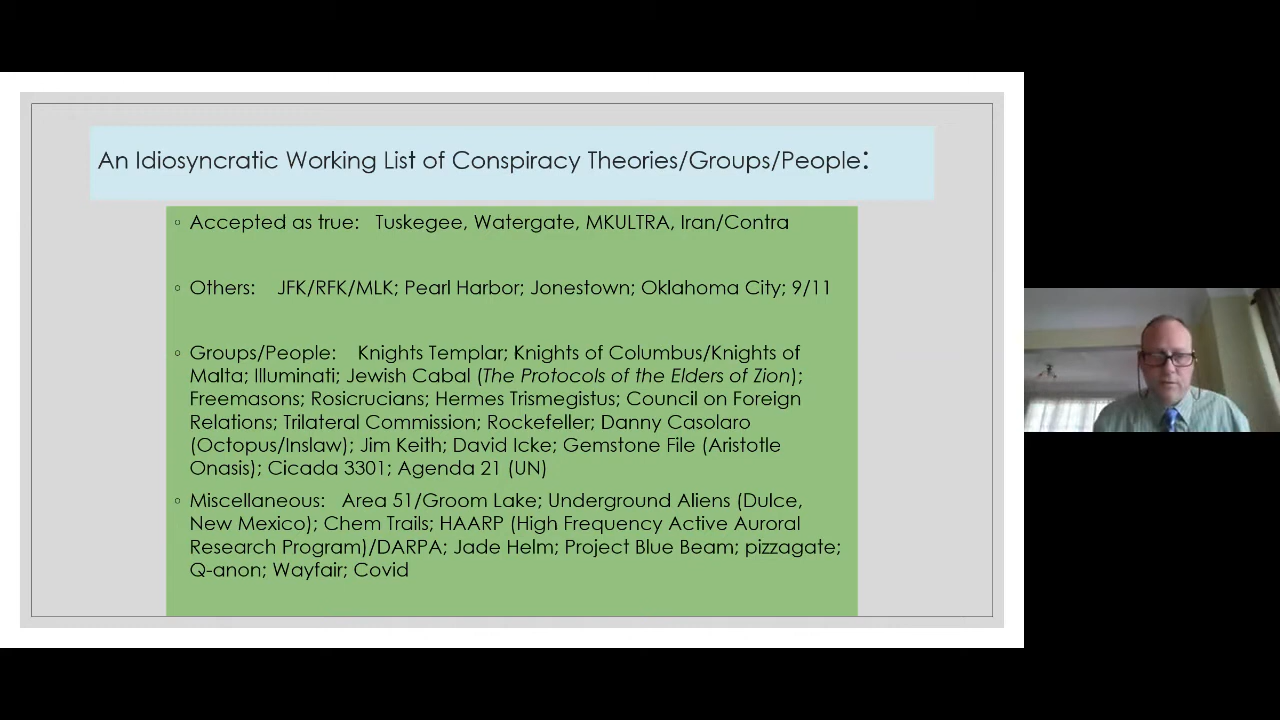 An Idiosyncratic Working List of Conspiracy Theories/Groups/People:
◦ Accepted as true: Tuskegee, Watergate, MKULTRA, Iran/Contra
◦ Others: JFK/RFK/MLK; Pearl Harbor; Jonestown; Oklahoma City; 9/11
◦ Groups/People: Knights Templar; Knights of Columbus/Knights of
Malta; Illuminati; Jewish Cabal (The Protocols of the Elders of Zion);
Freemasons; Rosicrucians; Hermes Trismegistus; Council on Foreign
Relations; Trilateral Commission; Rockefeller; Danny Casolaro
(Octopus/Inslaw); Jim Keith; David Icke; Gemstone File (Aristotle
Onasis); Cicada 3301; Agenda 21 (UN)
◦ Miscellaneous: Area 51/Groom Lake; Underground Aliens (Dulce,
New Mexico); Chem Trails; HAARP (High Frequency Active Auroral
Research Program)/DARPA; Jade Helm; Project Blue Beam; pizzagate;
Q-anon; Wayfair; Covid